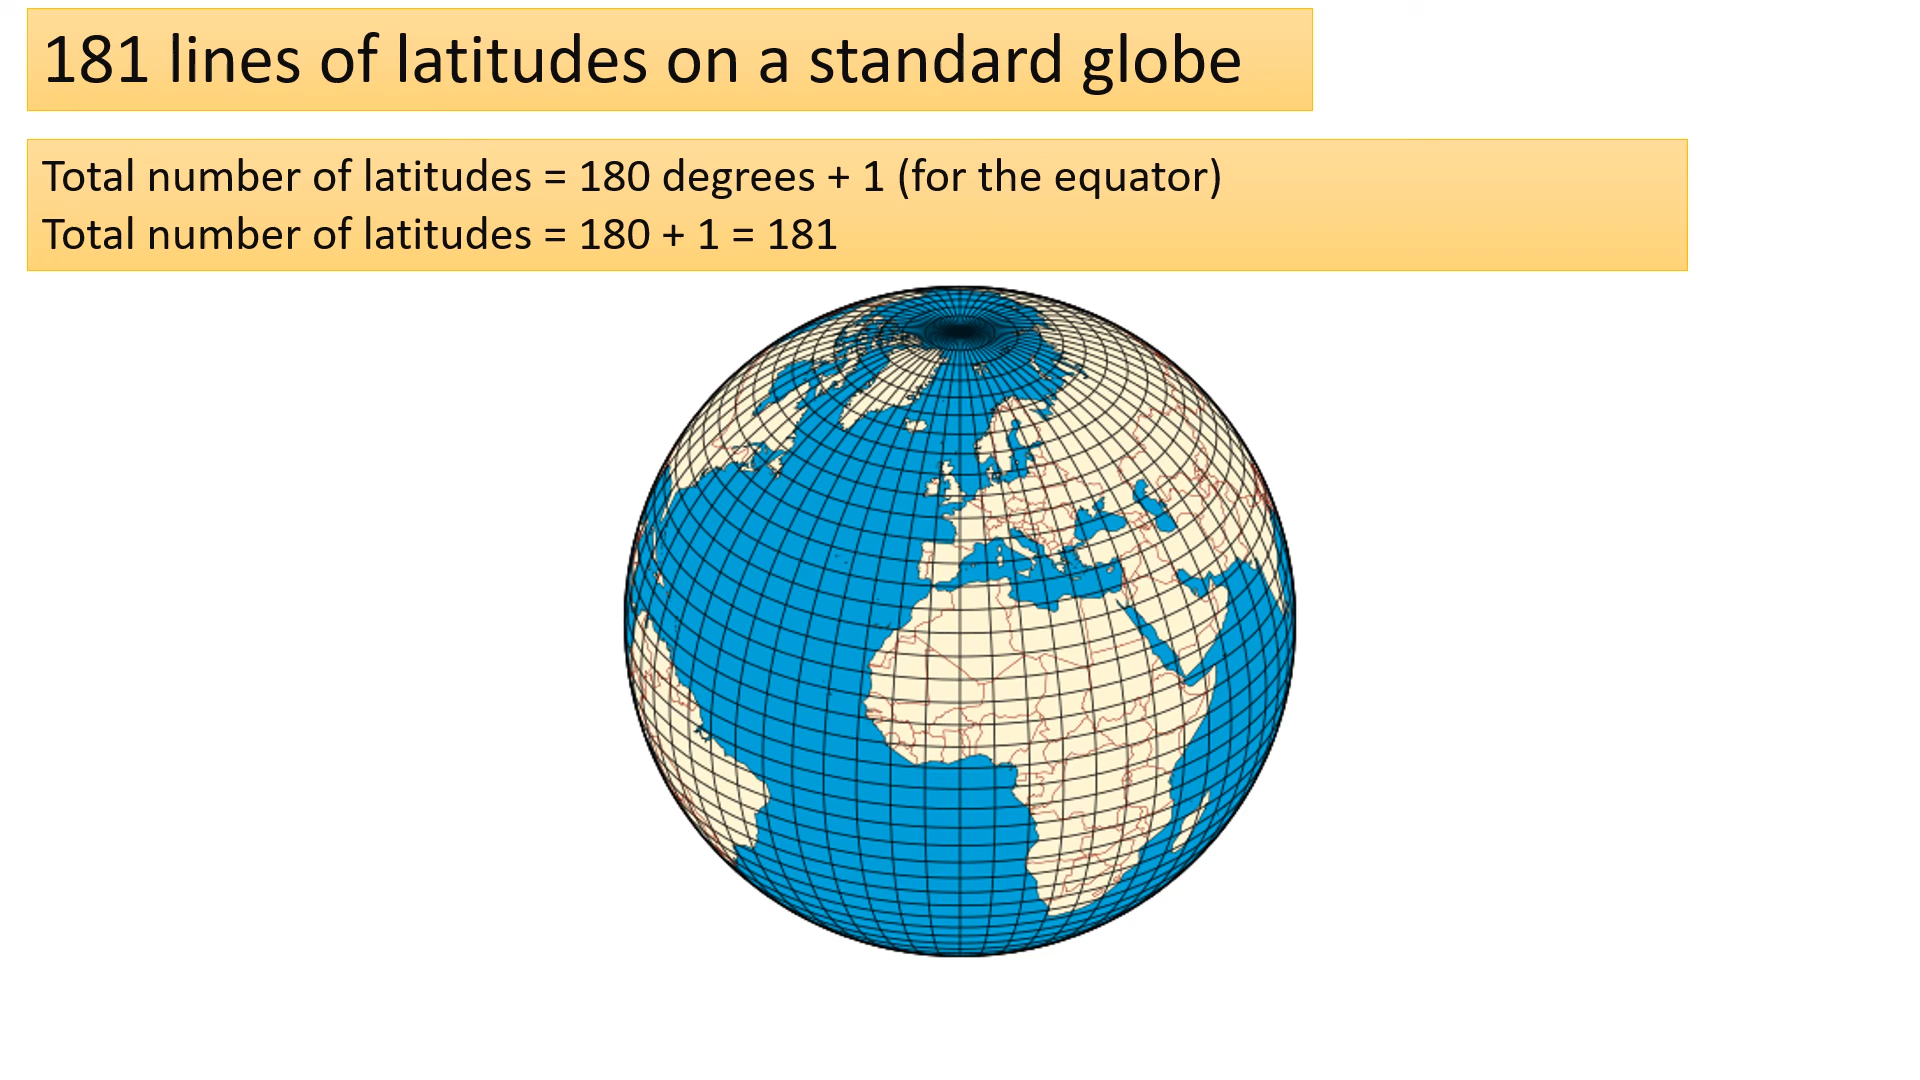 181 lines of latitudes on a standard globe
Total number of latitudes = 180 degrees + 1 (for the equator)
Total number of latitudes = 180 + 1 = 181